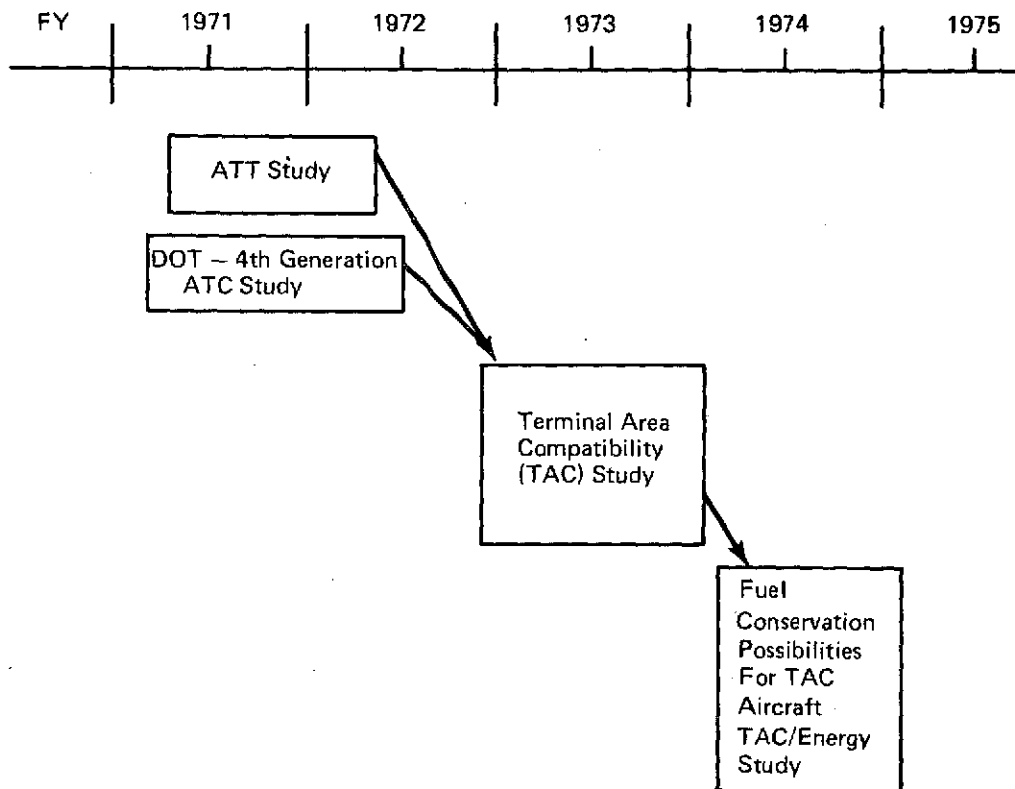 FY 1971 1972 1973 1974 1975
ATT Study
DOT – 4th Generation
ATC Study
Terminal Area
Compatibility
(TAC) Study
Fuel
Conservation
Possibilities
For TAC
Aircraft
TAC/Energy
Study